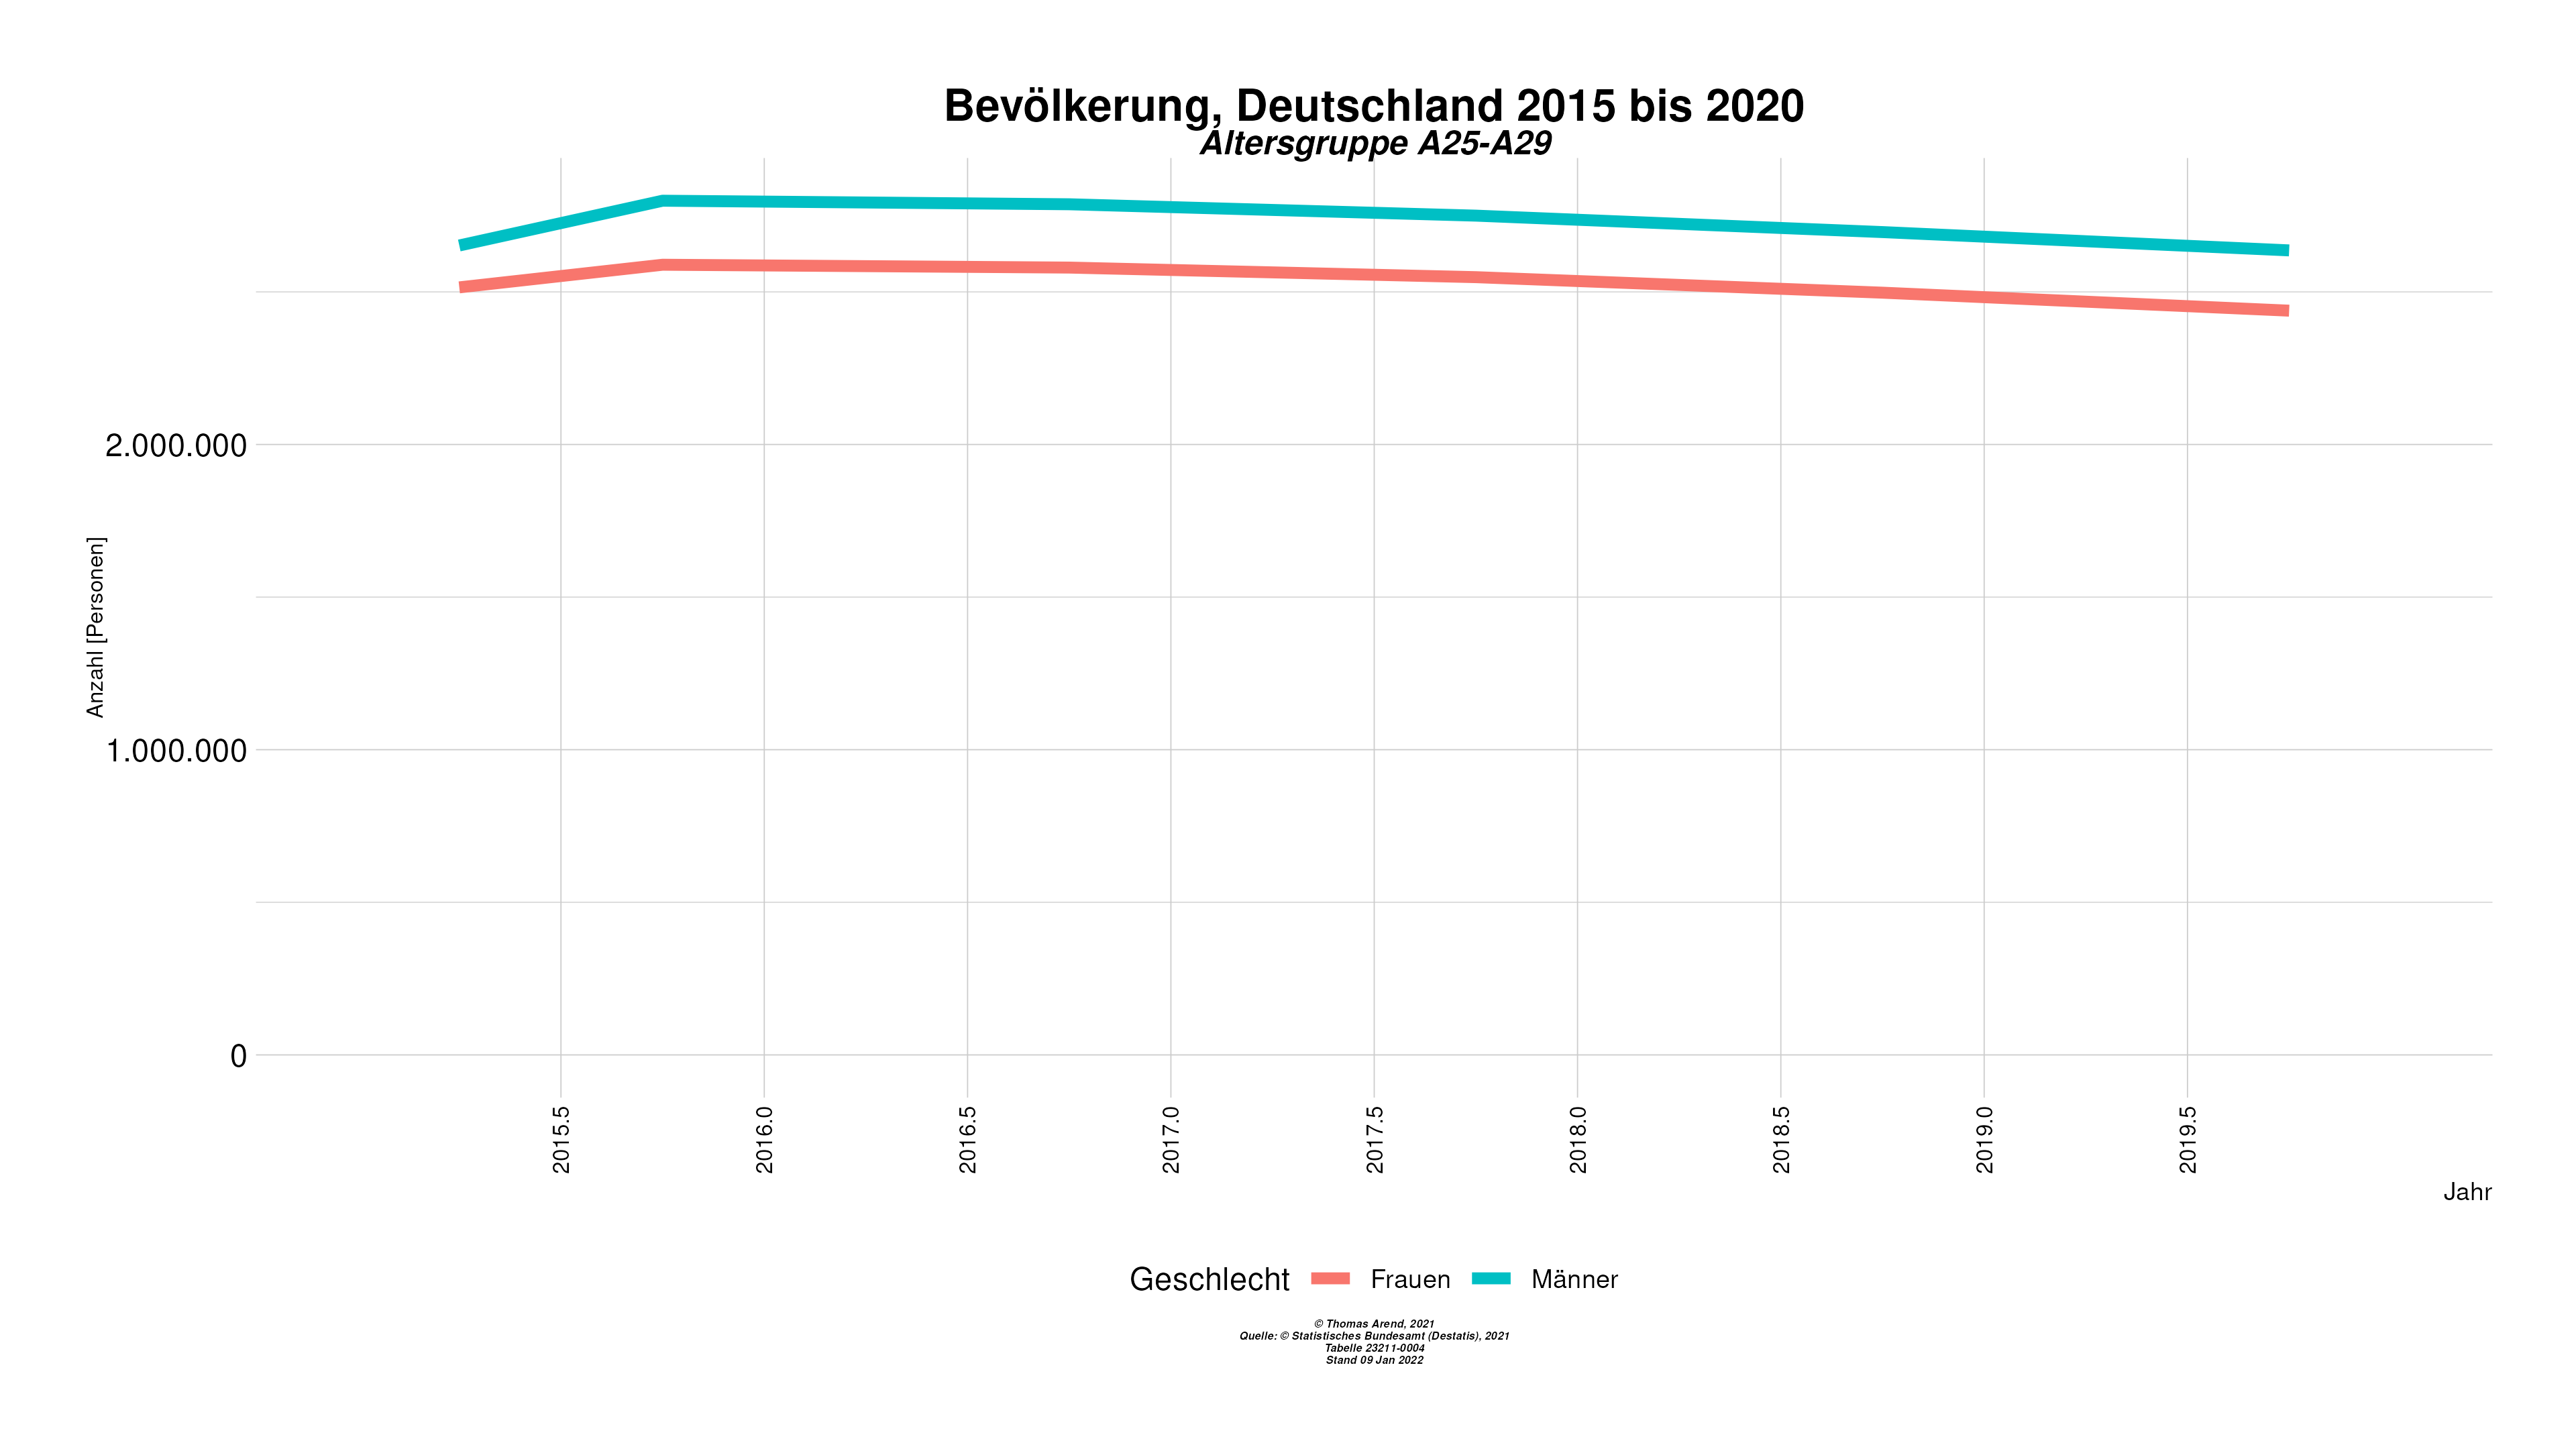 Bevölkerung, Deutschland 2015 bis 2020
Altersgruppe A25-A29
Anzahl [Personen]
2.000.000
1.000.000
0
2015.5
2016.0
2016.5
2017.0
2017.5
2018.0
2018.5
2019.0
2019.5
Jahr
Geschlecht Frauen Männer
© Thomas Arend, 2021
Quelle: © Statistisches Bundesamt (Destatis), 2021
Tabelle 23211-0004
Stand 09 Jan 2022